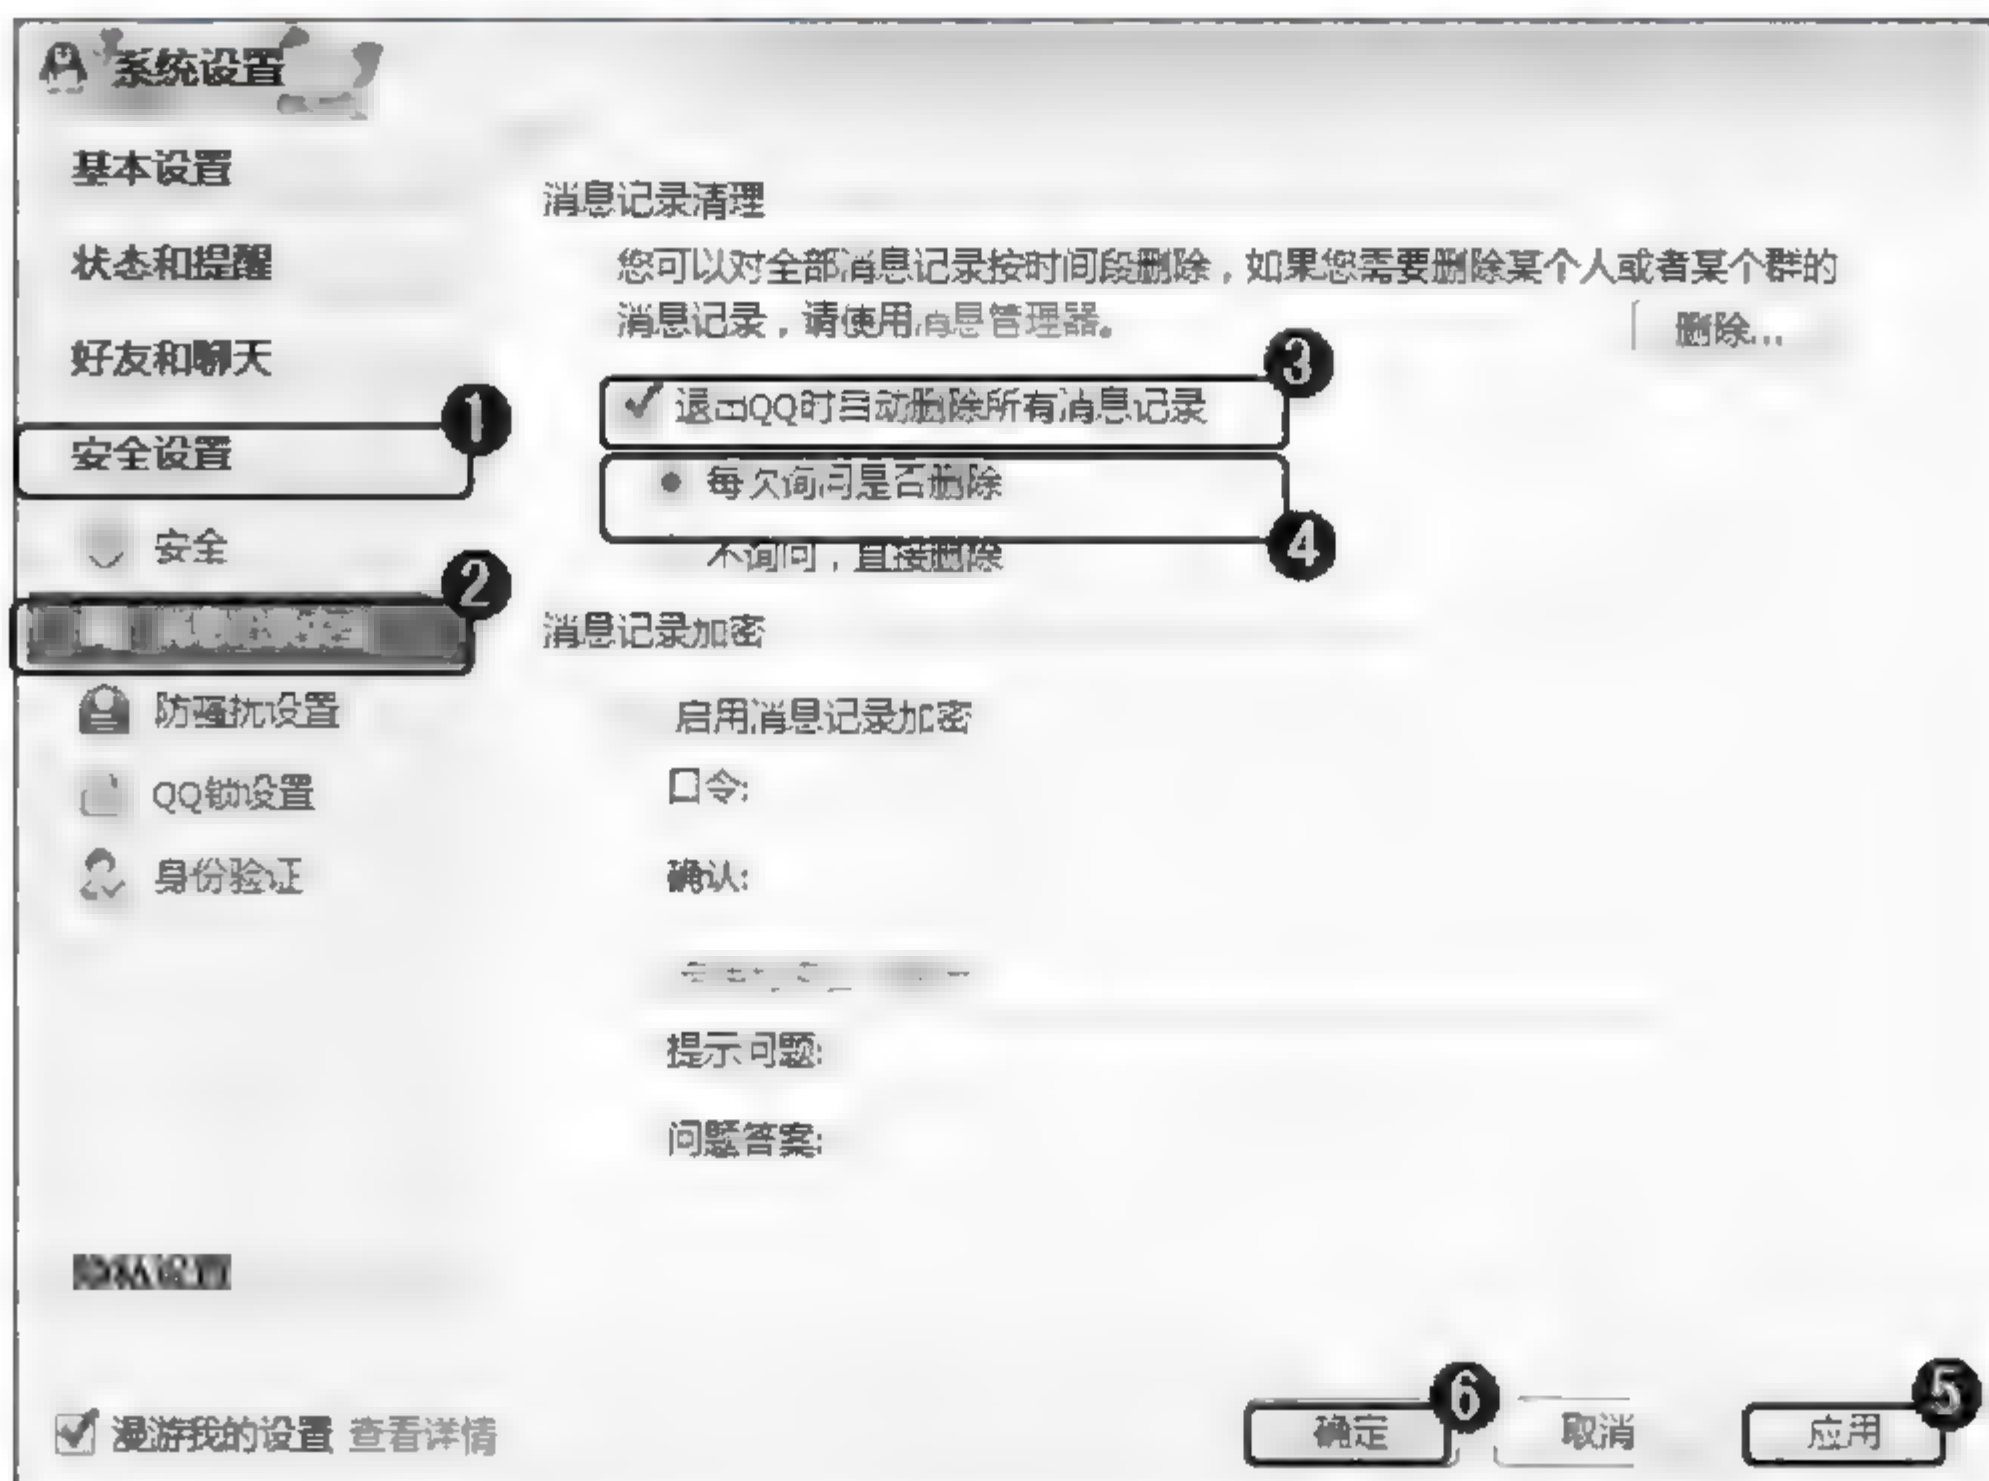 系统设置
基本设置
状态和提醒
好友和聊天
1
安全设置
安全
2
防骚扰设置
QQ锁设置
身份验证
消息记录清理
您可以对全部消息记录按时间段删除，如果您需要删除某个人或者某个群的
消息记录，请使用消息管理器。
删除...
3
退出QQ时自动删除所有消息记录
每次询问是否删除
4
不询问，直接删除
消息记录加密
启用消息记录加密
口令:
确认:
提示问题:
问题答案:
漫游我的设置 查看详情
6
确定
取消
5
应用